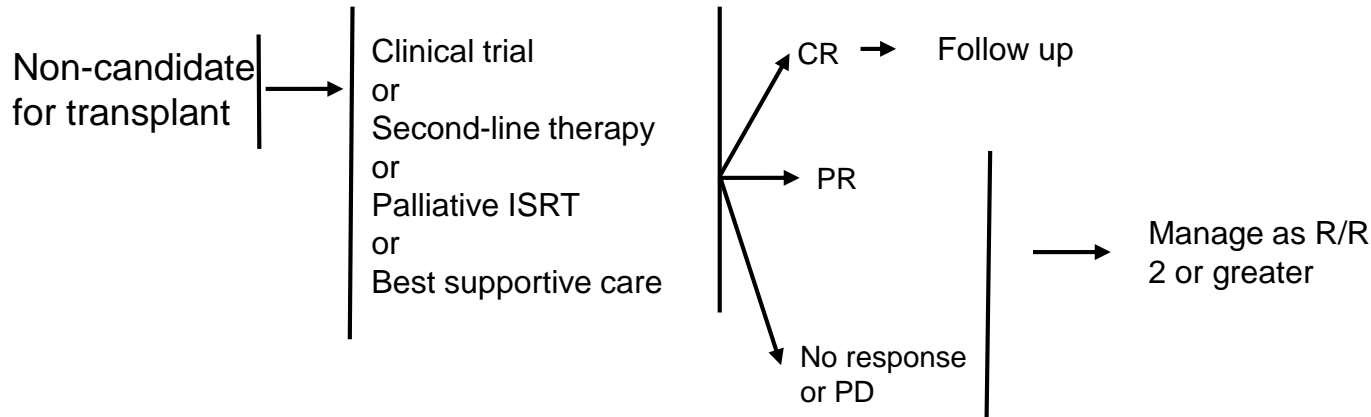 Non-candidate
for transplant
Clinical trial
or
Second-line therapy
or
Palliative ISRT
or
Best supportive care
CR
Follow up
PR
No response
or PD
Manage as R/R
2 or greater